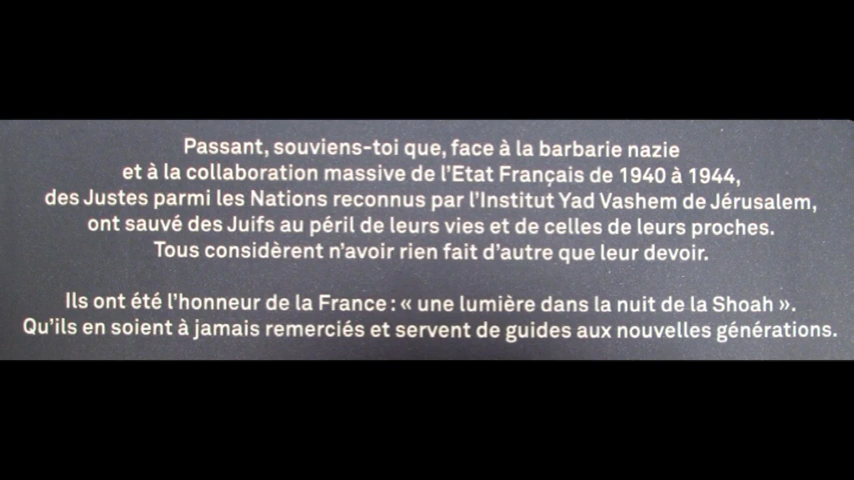 Passant, souviens-toi que, face à la barbarie nazie
et à la collaboration massive de l'Etat Français de 1940 à 1944,
des Justes parmi les Nations reconnus par l'Institut Yad Vashem de Jérusalem,
ont sauvé des Juifs au péril de leurs vies et de celles de leurs proches.
Tous considèrent n'avoir rien fait d'autre que leur devoir.
Ils ont été l'honneur de la France : « une lumière dans la nuit de la Shoah ».
Qu'ils en soient à jamais remerciés et servent de guides aux nouvelles générations.